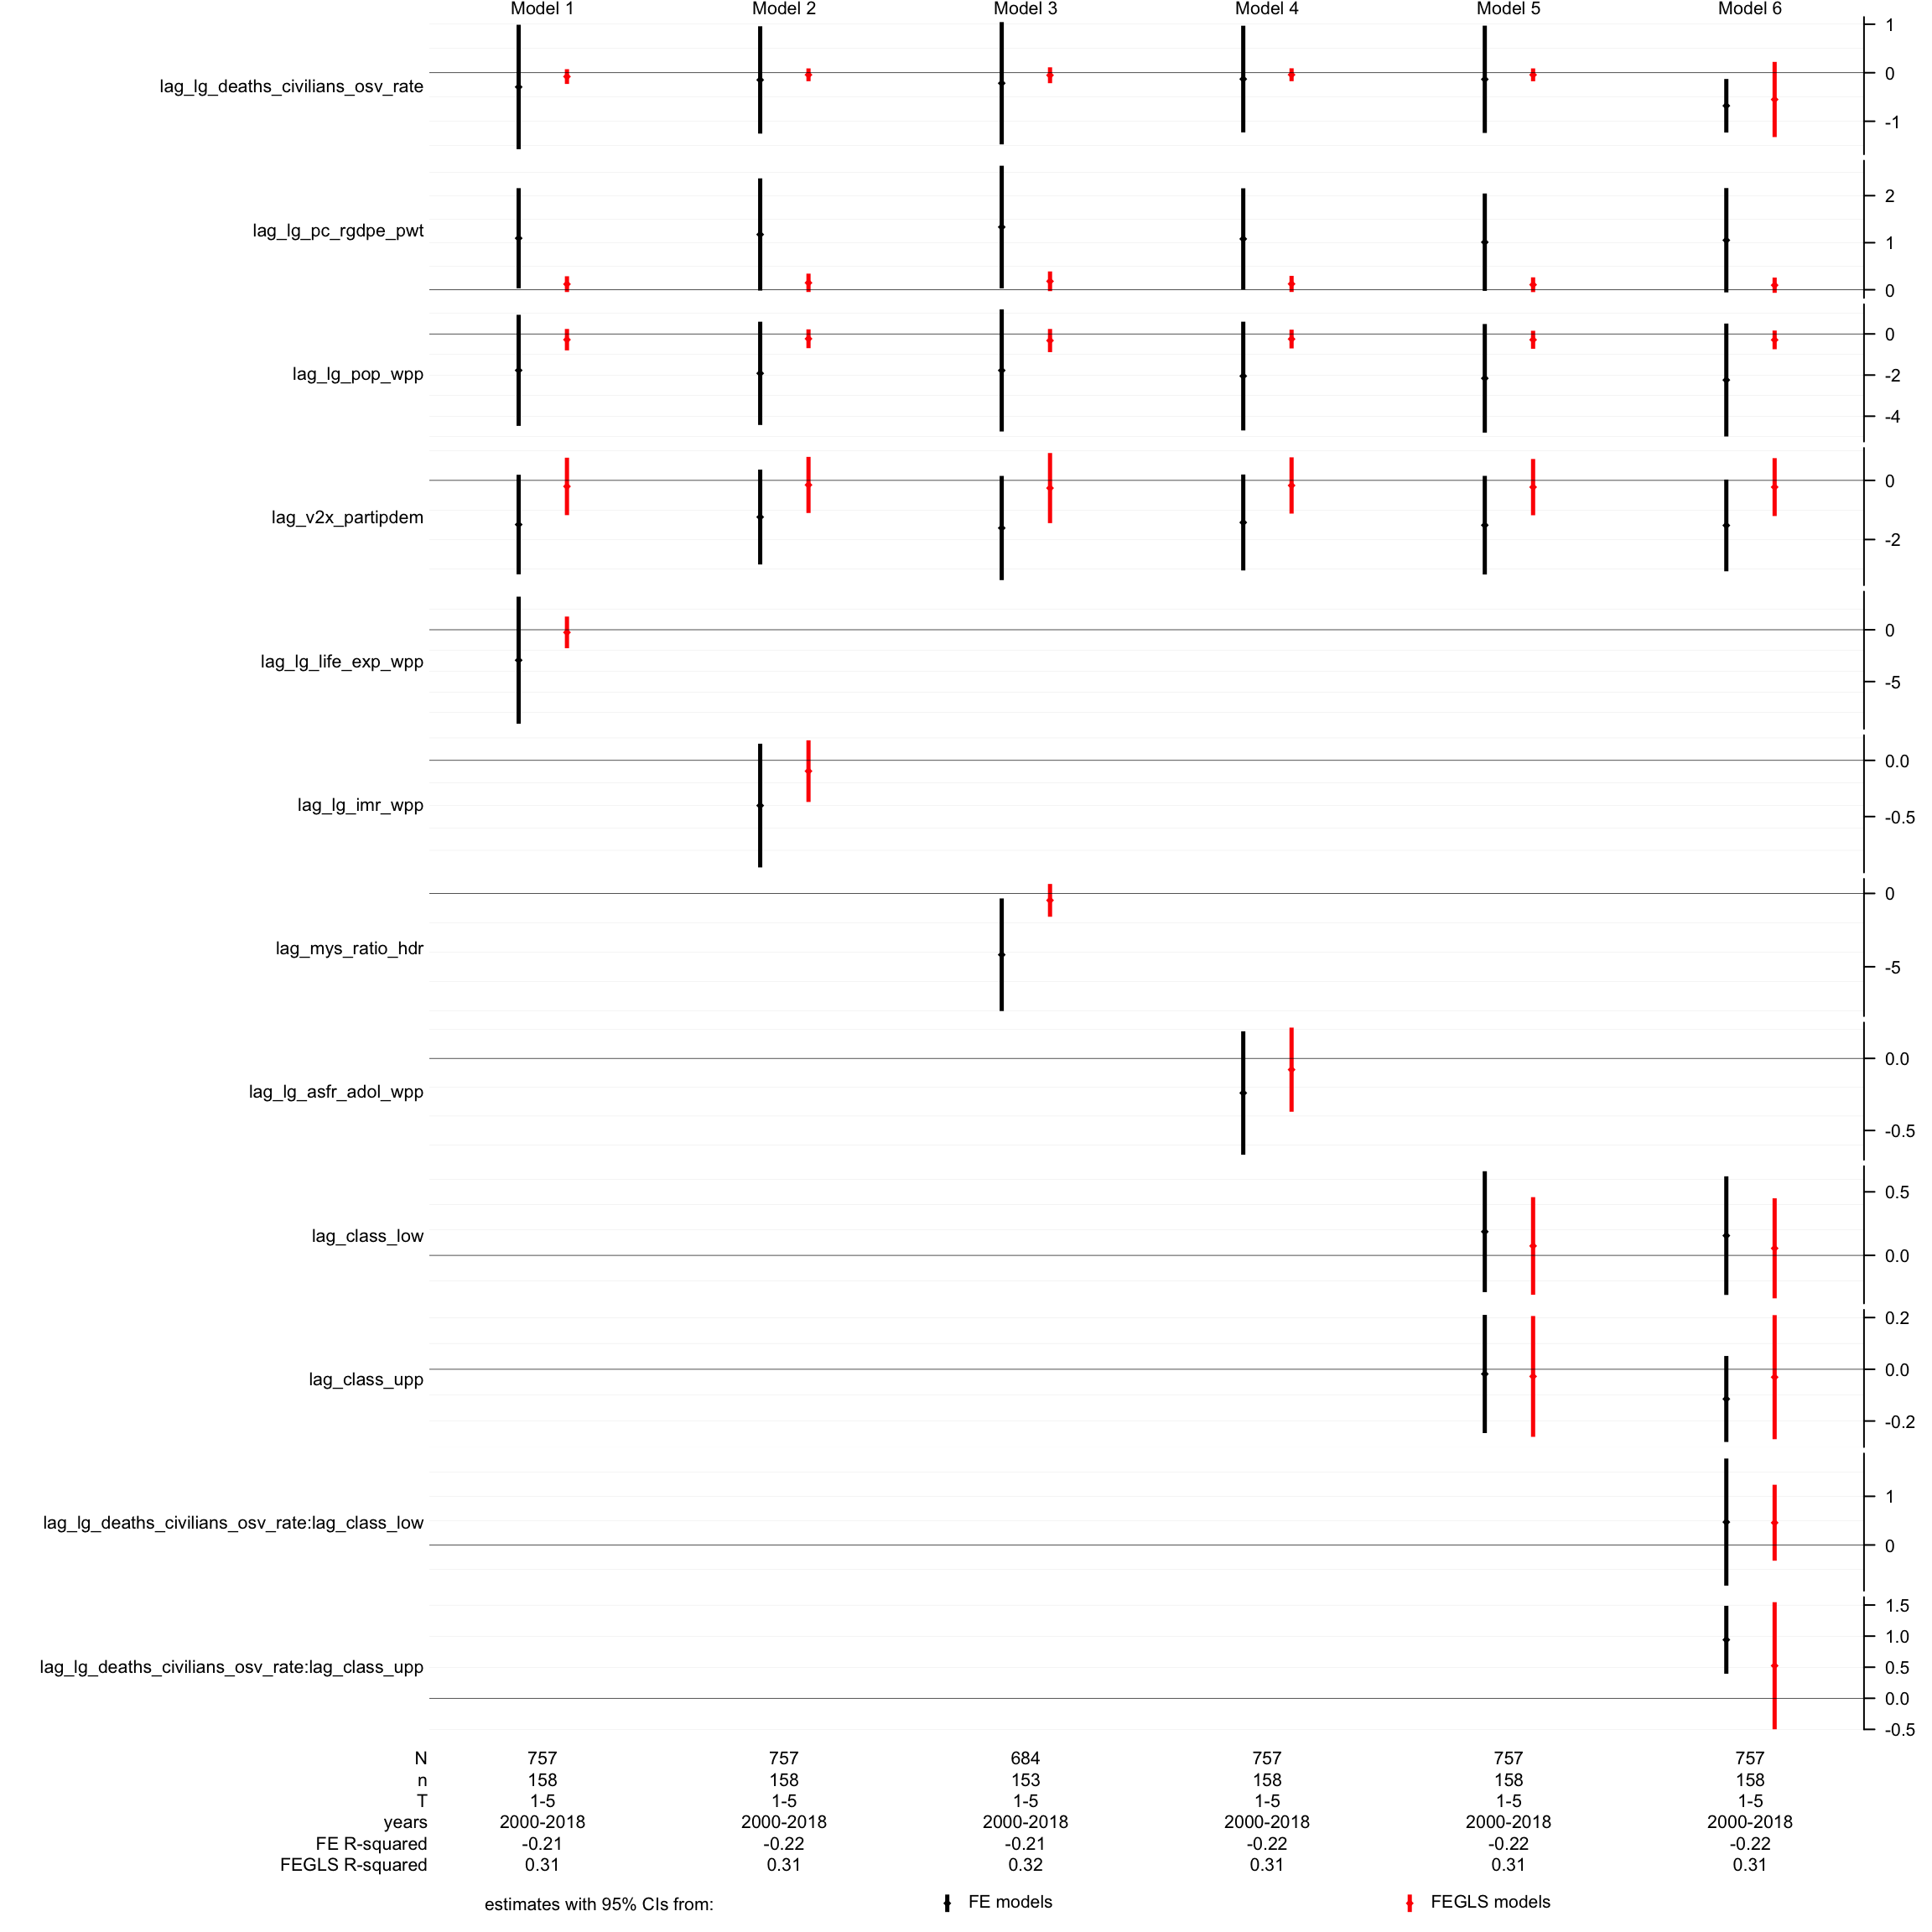 Model 1 Model 2 Model 3 Model 4 Model 5 Model 6
lag_lg_deaths_civilians_osv_rate
1
0
-1
lag_lg_pc_rgdpe_pwt
2
1
0
lag_lg_pop_wpp
0
-2
-4
lag_v2x_partipdem
0
-2
lag_lg_life_exp_wpp
0
-5
lag_lg_imr_wpp
0.0
-0.5
lag_mys_ratio_hdr
0
-5
lag_lg_asfr_adol_wpp
0.0
-0.5
lag_class_low
0.5
0.0
lag_class_upp
0.2
0.0
-0.2
lag_lg_deaths_civilians_osv_rate:lag_class_low
1
0
lag_lg_deaths_civilians_osv_rate:lag_class_upp
1.5
1.0
0.5
0.0
-0.5
N 757 757 684 757 757 757
n 158 158 153 158 158 158
T 1-5 1-5 1-5 1-5 1-5 1-5
years 2000-2018 2000-2018 2000-2018 2000-2018 2000-2018 2000-2018
FE R-squared -0.21 -0.22 -0.21 -0.22 -0.22 -0.22
FEGLS R-squared 0.31 0.31 0.32 0.31 0.31 0.31
estimates with 95% CIs from: FE models FEGLS models